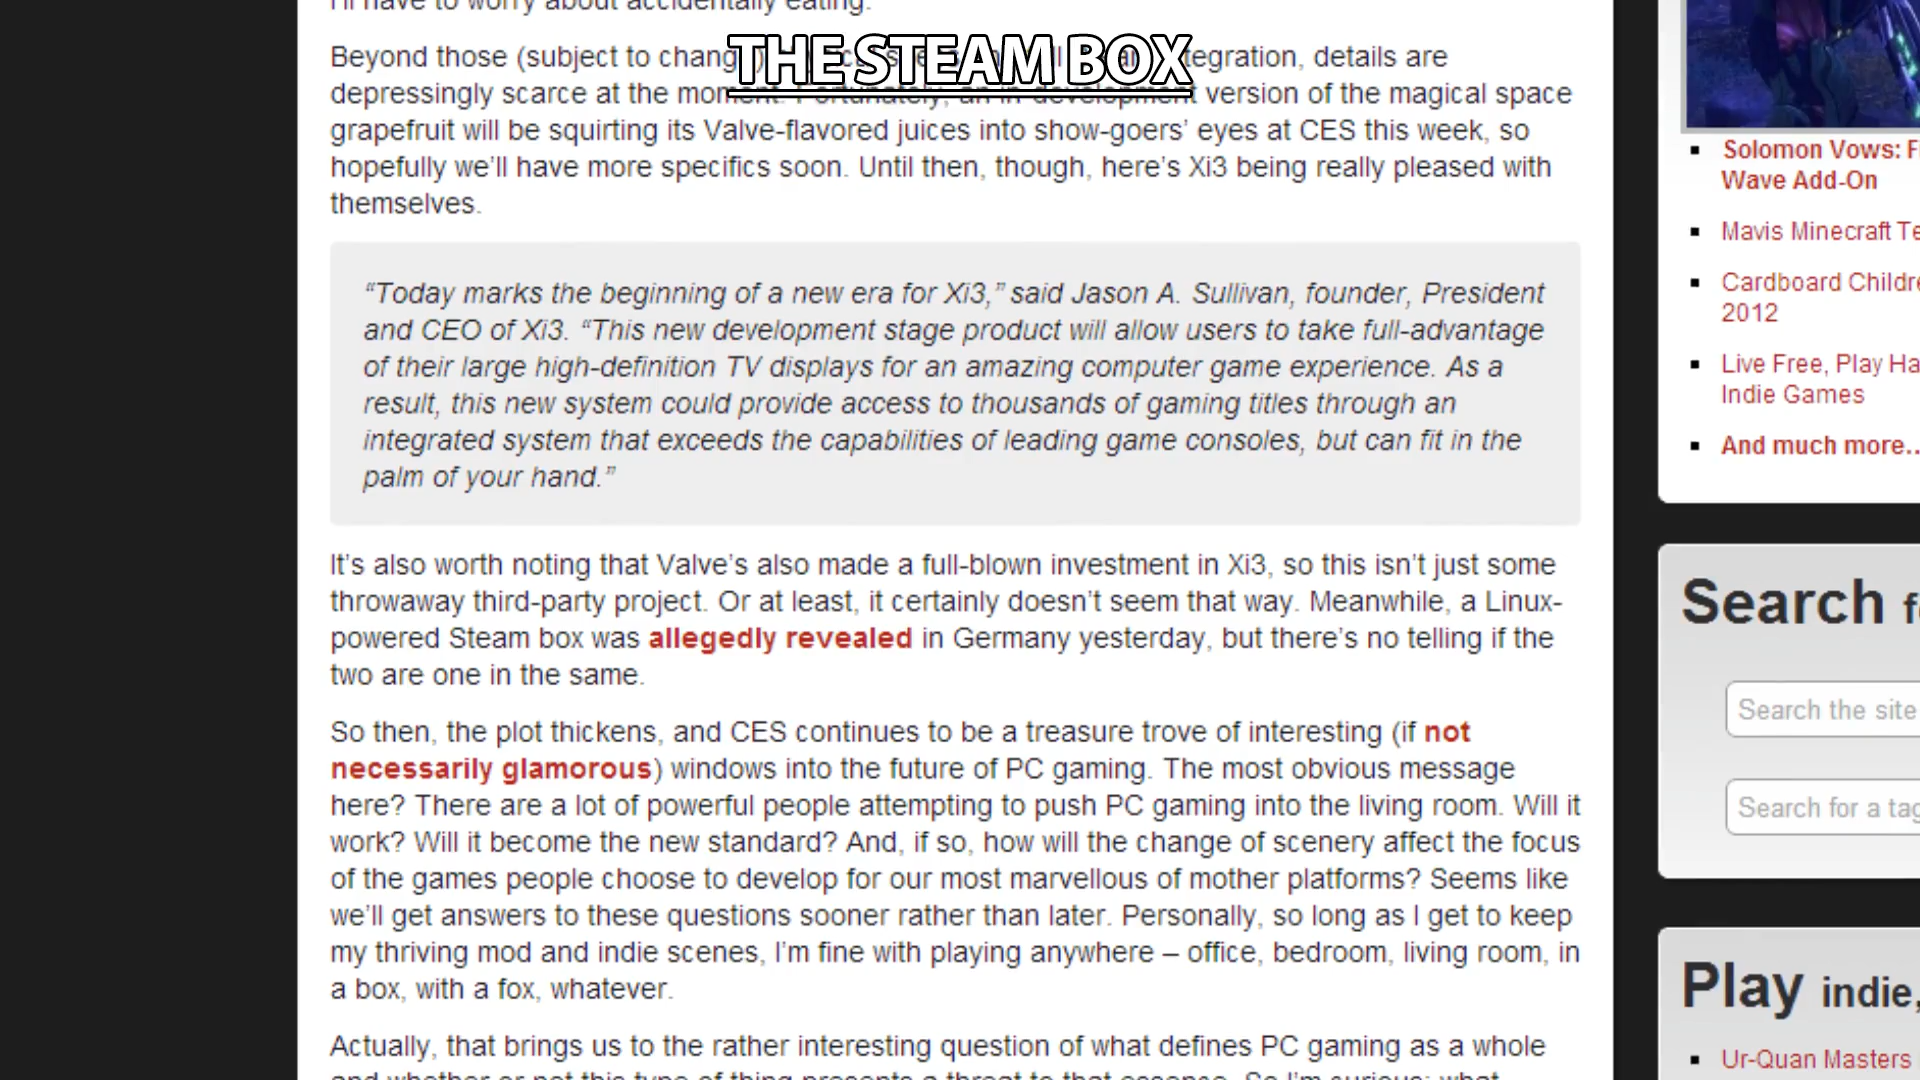 I'll have to worry about accidentally eating.
THE STEAM BOX
Beyond those (subject to change) tegration, details are
depressingly scarce at the moment. Fortunately, an in-development version of the magical space
grapefruit will be squirting its Valve-flavored juices into show-goers’ eyes at CES this week, so
hopefully we’ll have more specifics soon. Until then, though, here’s Xi3 being really pleased with
themselves.
“Today marks the beginning of a new era for Xi3,” said Jason A. Sullivan, founder, President
and CEO of Xi3. “This new development stage product will allow users to take full-advantage
of their large high-definition TV displays for an amazing computer game experience. As a
result, this new system could provide access to thousands of gaming titles through an
integrated system that exceeds the capabilities of leading game consoles, but can fit in the
palm of your hand.”
It’s also worth noting that Valve’s also made a full-blown investment in Xi3, so this isn’t just some
throwaway third-party project. Or at least, it certainly doesn’t seem that way. Meanwhile, a Linux-
powered Steam box was allegedly revealed in Germany yesterday, but there’s no telling if the
two are one in the same.
So then, the plot thickens, and CES continues to be a treasure trove of interesting (if not
necessarily glamorous) windows into the future of PC gaming. The most obvious message
here? There are a lot of powerful people attempting to push PC gaming into the living room. Will it
work? Will it become the new standard? And, if so, how will the change of scenery affect the focus
of the games people choose to develop for our most marvellous of mother platforms? Seems like
we’ll get answers to these questions sooner rather than later. Personally, so long as I get to keep
my thriving mod and indie scenes, I’m fine with playing anywhere – office, bedroom, living room, in
a box, with a fox, whatever.
Actually, that brings us to the rather interesting question of what defines PC gaming as a whole
and whether or not this type of thing presents a threat to that essence. So I’m curious: what
Solomon Vows: F
Wave Add-On
Mavis Minecraft Te
Cardboard Childre
2012
Live Free, Play Ha
Indie Games
And much more..
Search f
Search the site
Search for a tag
Play indie,
Ur-Quan Masters